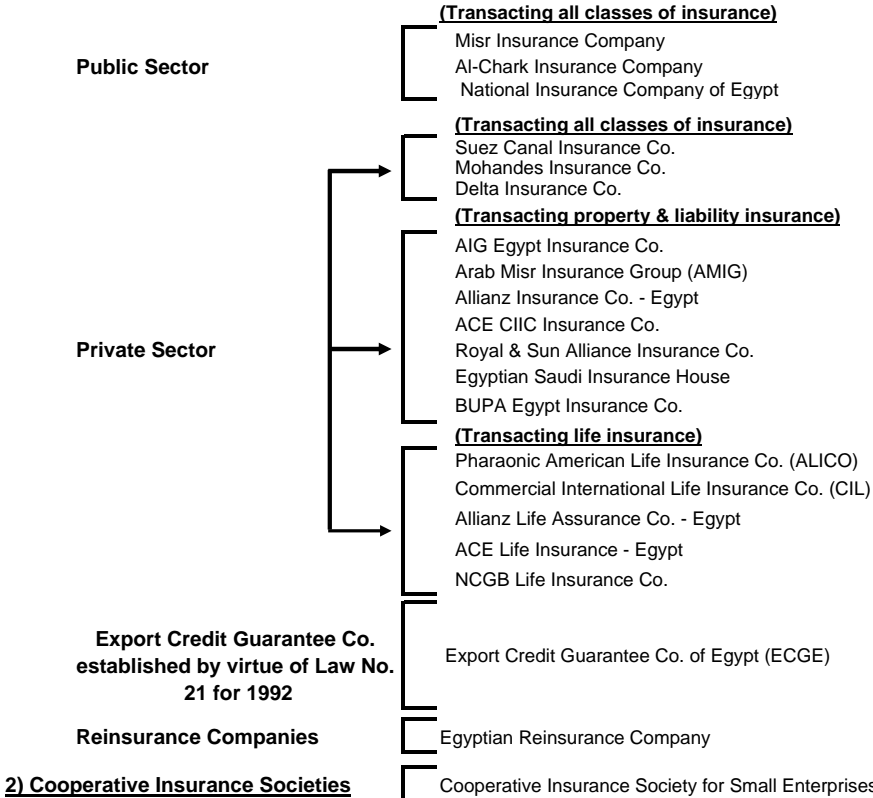 (Transacting all classes of insurance)
Public Sector
Misr Insurance Company
Al-Chark Insurance Company
National Insurance Company of Egypt
Private Sector
(Transacting all classes of insurance)
Suez Canal Insurance Co.
Mohandes Insurance Co.
Delta Insurance Co.
(Transacting property & liability insurance)
AIG Egypt Insurance Co.
Arab Misr Insurance Group (AMIG)
Allianz Insurance Co. - Egypt
ACE CIIC Insurance Co.
Royal & Sun Alliance Insurance Co.
Egyptian Saudi Insurance House
BUPA Egypt Insurance Co.
(Transacting life insurance)
Pharaonic American Life Insurance Co. (ALICO)
Commercial International Life Insurance Co. (CIL)
Allianz Life Assurance Co. - Egypt
ACE Life Insurance - Egypt
NCGB Life Insurance Co.
Export Credit Guarantee Co.
established by virtue of Law No.
21 for 1992
Export Credit Guarantee Co. of Egypt (ECGE)
Reinsurance Companies
Egyptian Reinsurance Company
2) Cooperative Insurance Societies
Cooperative Insurance Society for Small Enterprises